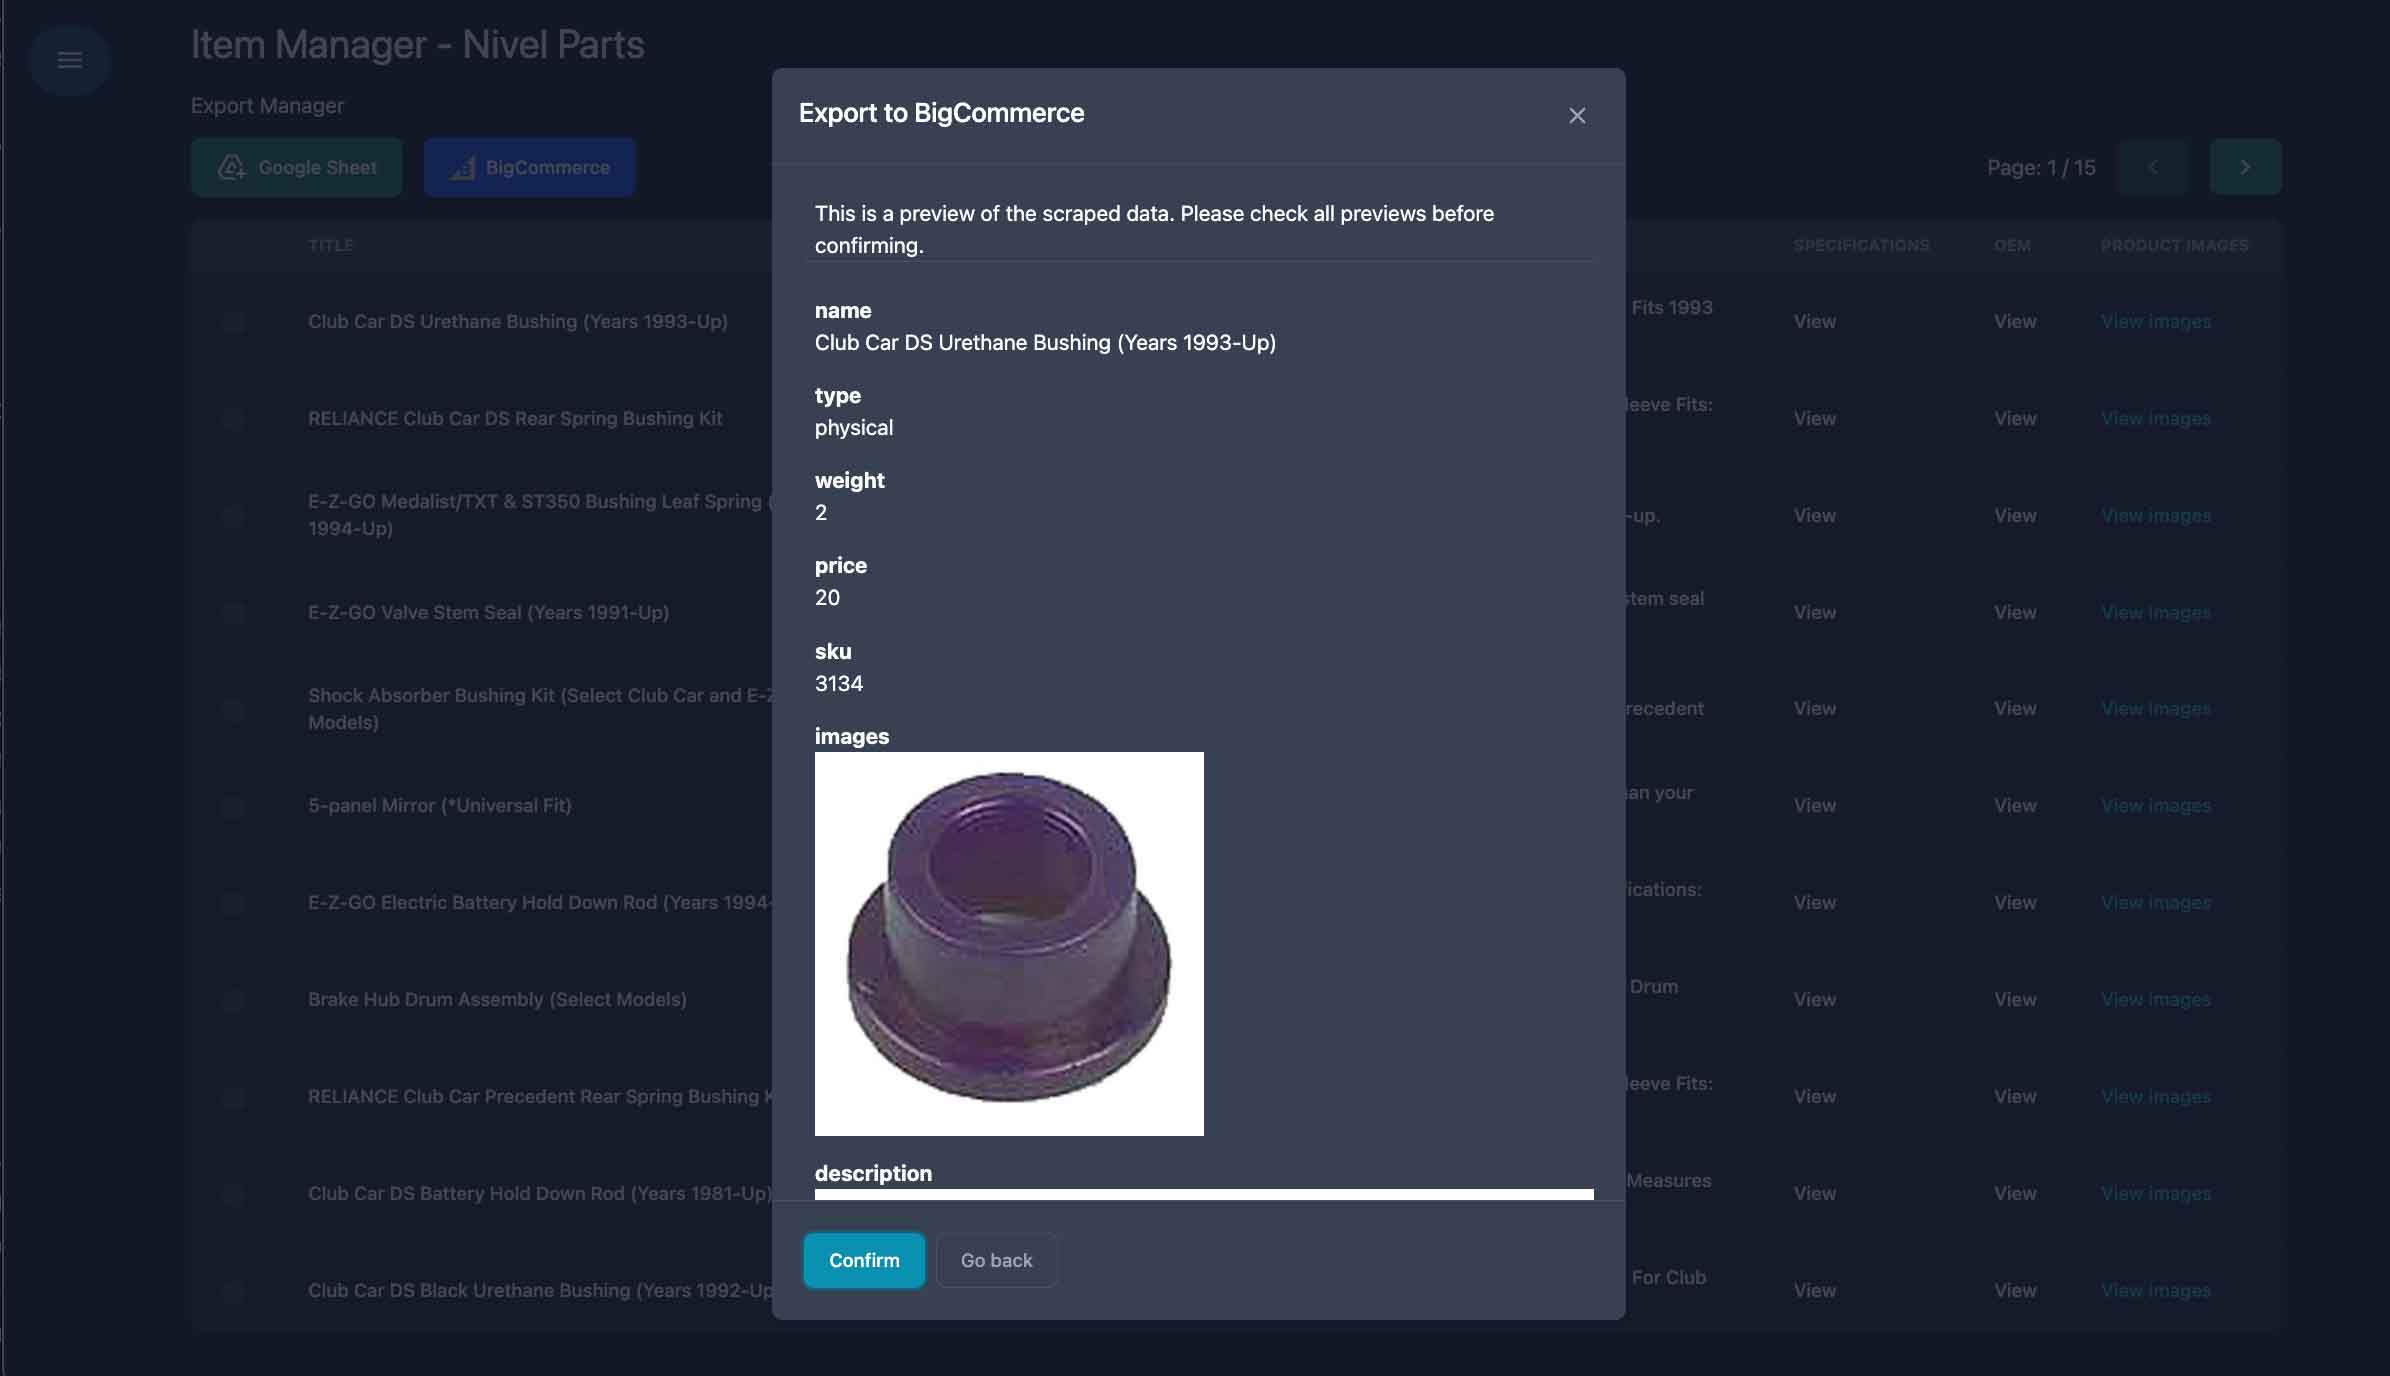 Item Manager - Nivel Parts
Export Manager
Google Sheet
BigCommerce
Page: 1 / 15
TITLE
SPECIFICATIONS
OEM
PRODUCT IMAGES
Club Car DS Urethane Bushing (Years 1993-Up)
Fits 1993
View
View
View images
RELIANCE Club Car DS Rear Spring Bushing Kit
leeve Fits:
View
View
View images
E-Z-GO Medalist/TXT & ST350 Bushing Leaf Spring (
1994-Up)
-up.
View
View
View images
E-Z-GO Valve Stem Seal (Years 1991-Up)
stem seal
View
View
View images
Shock Absorber Bushing Kit (Select Club Car and E-Z
Models)
recedent
View
View
View images
5-panel Mirror (*Universal Fit)
an your
View
View
View images
E-Z-GO Electric Battery Hold Down Rod (Years 1994-
ications:
View
View
View images
Brake Hub Drum Assembly (Select Models)
Drum
View
View
View images
RELIANCE Club Car Precedent Rear Spring Bushing K
leeve Fits:
View
View
View images
Club Car DS Battery Hold Down Rod (Years 1981-Up)
Measures
View
View
View images
Club Car DS Black Urethane Bushing (Years 1992-Up
For Club
View
View
View images
Export to BigCommerce
This is a preview of the scraped data. Please check all previews before
confirming.
name
Club Car DS Urethane Bushing (Years 1993-Up)
type
physical
weight
2
price
20
sku
3134
images
description
Confirm
Go back